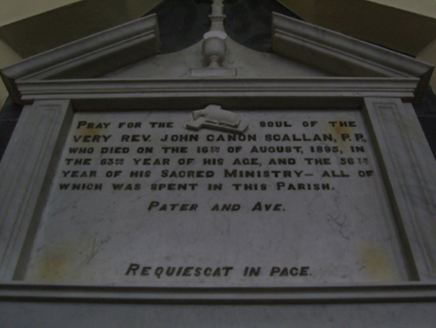 PRAY FOR THE SOUL OF THE
VERY REV. JOHN CANON SCALLAN, P.P.
WHO DIED ON THE 16TH OF AUGUST, 1895, IN
THE 83RD YEAR OF HIS AGE, AND THE 56TH
YEAR OF HIS SACRED MINISTRY – ALL OF
WHICH WAS SPENT IN THIS PARISH.
PATER AND AVE.
REQUIESCAT IN PACE.